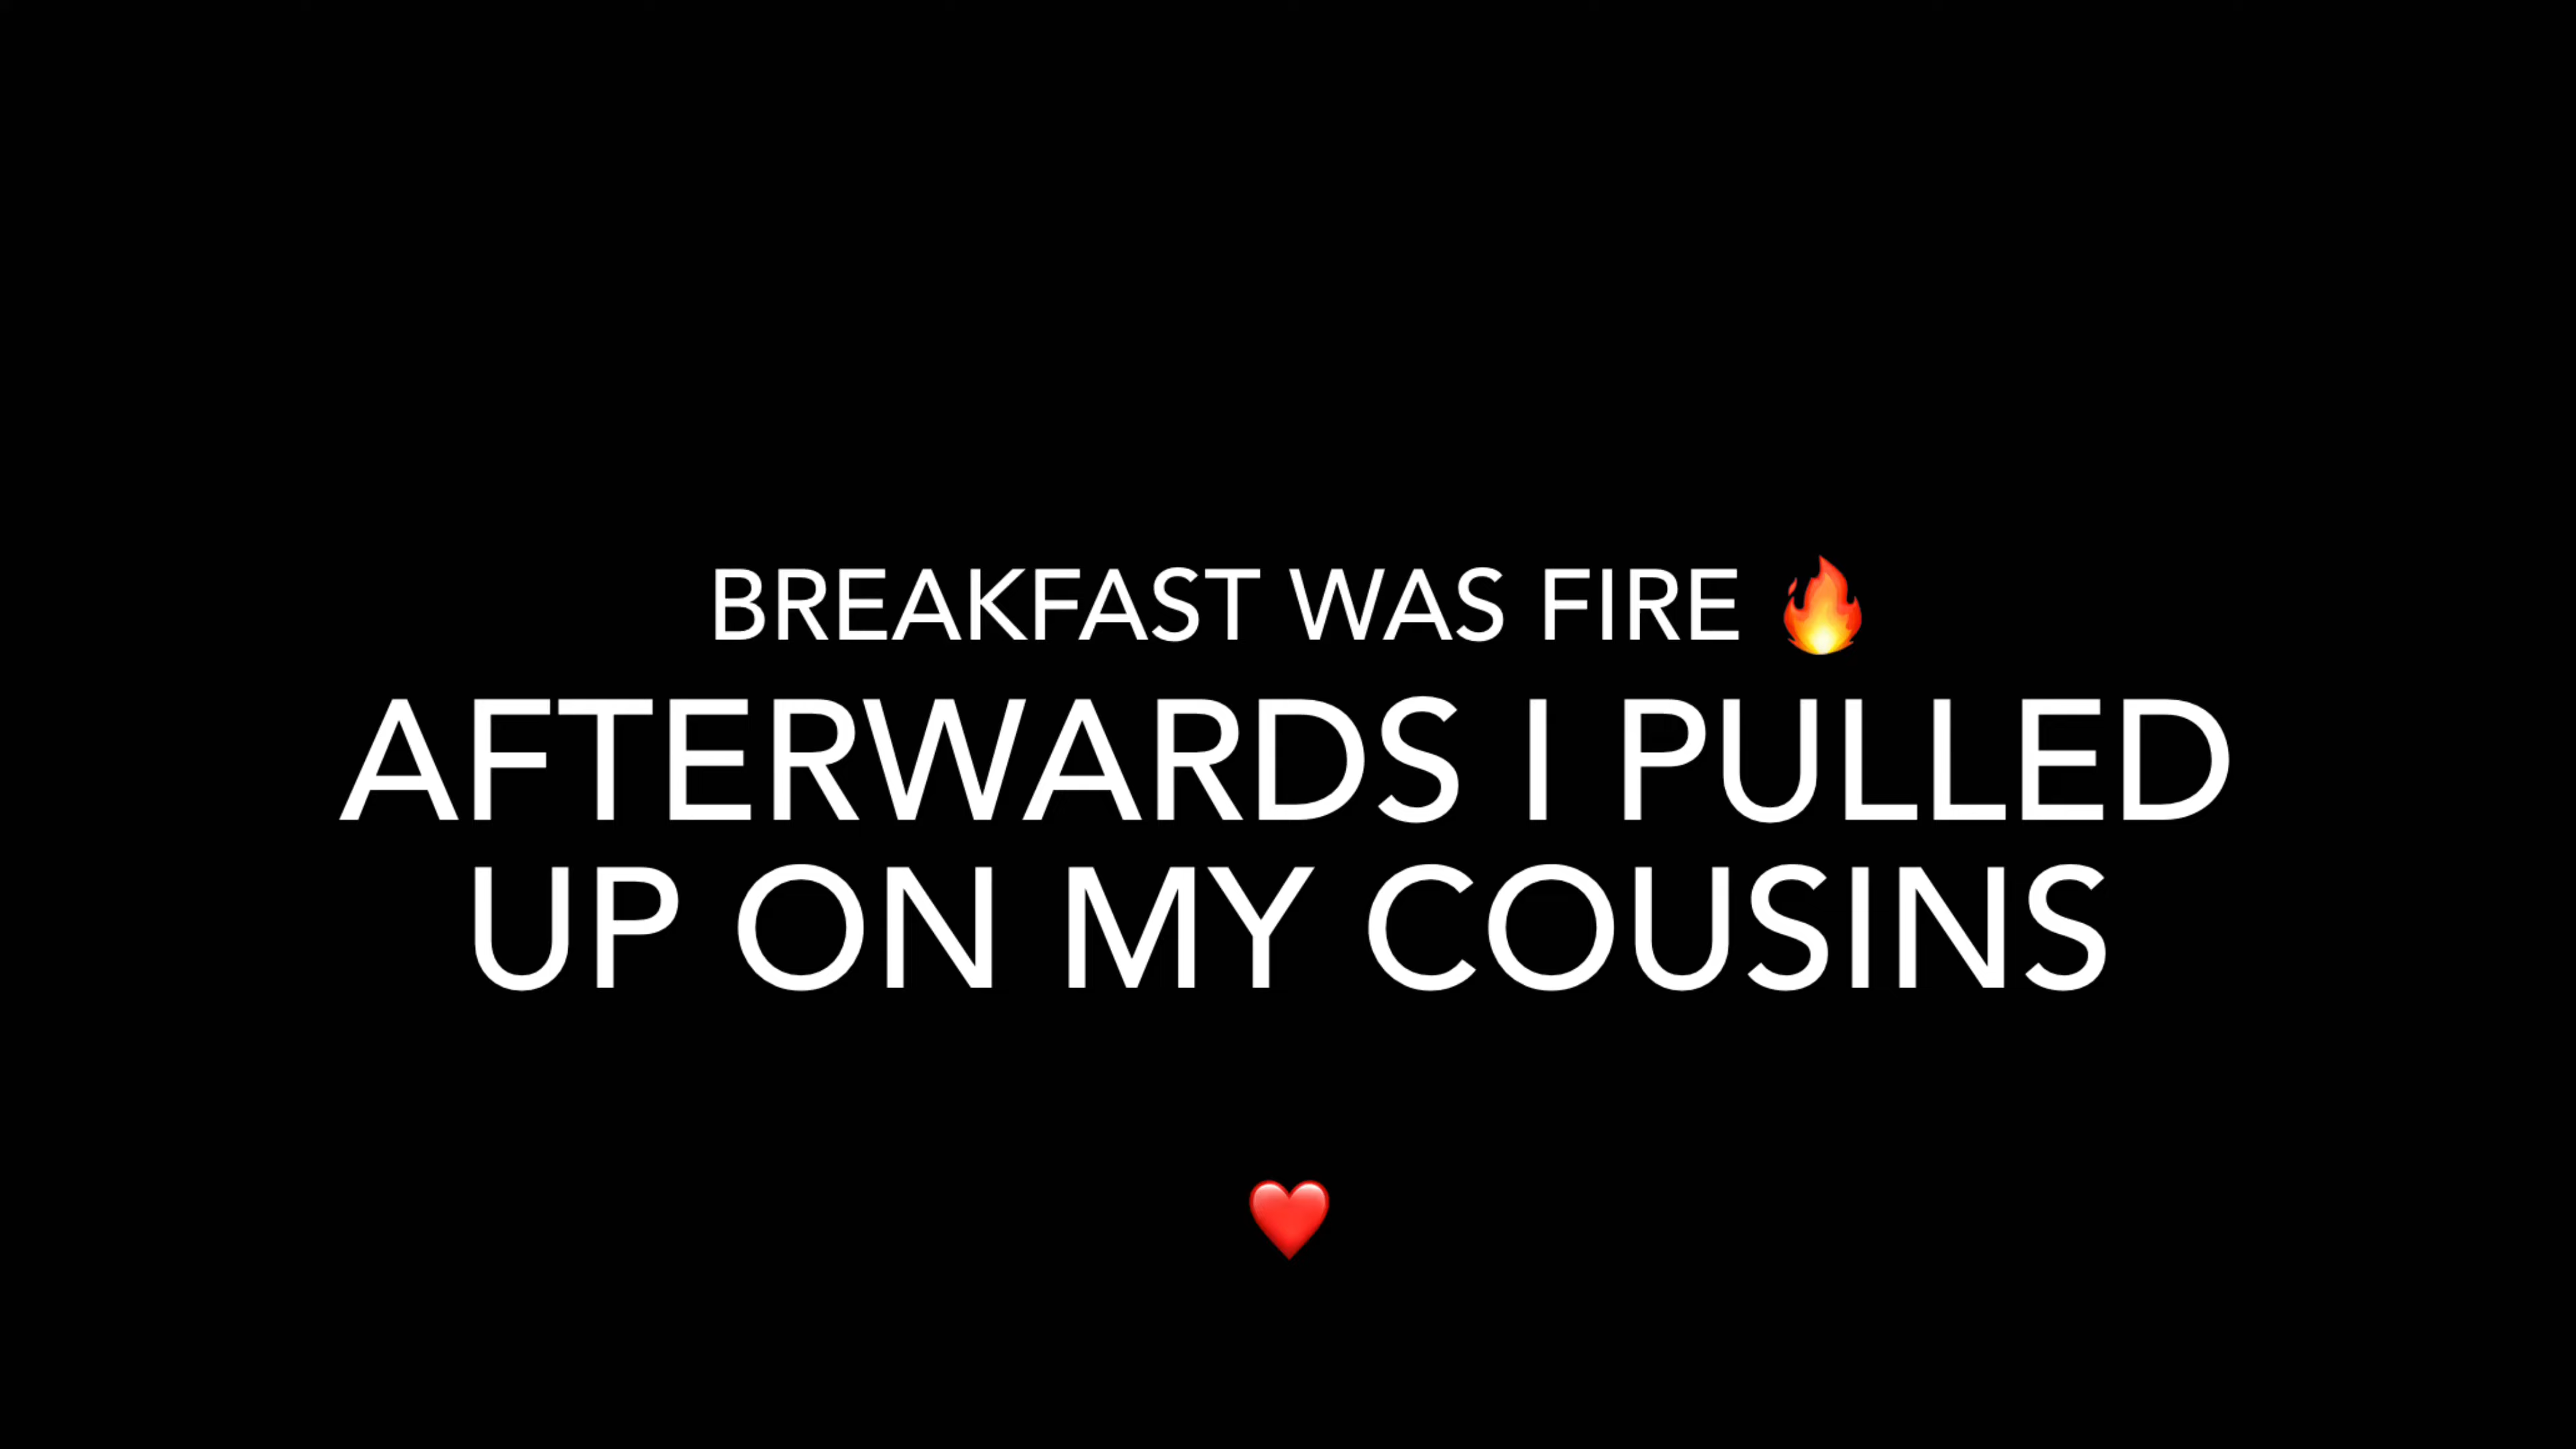 BREAKFAST WAS FIRE 🔥
AFTERWARDS I PULLED
UP ON MY COUSINS
❤️